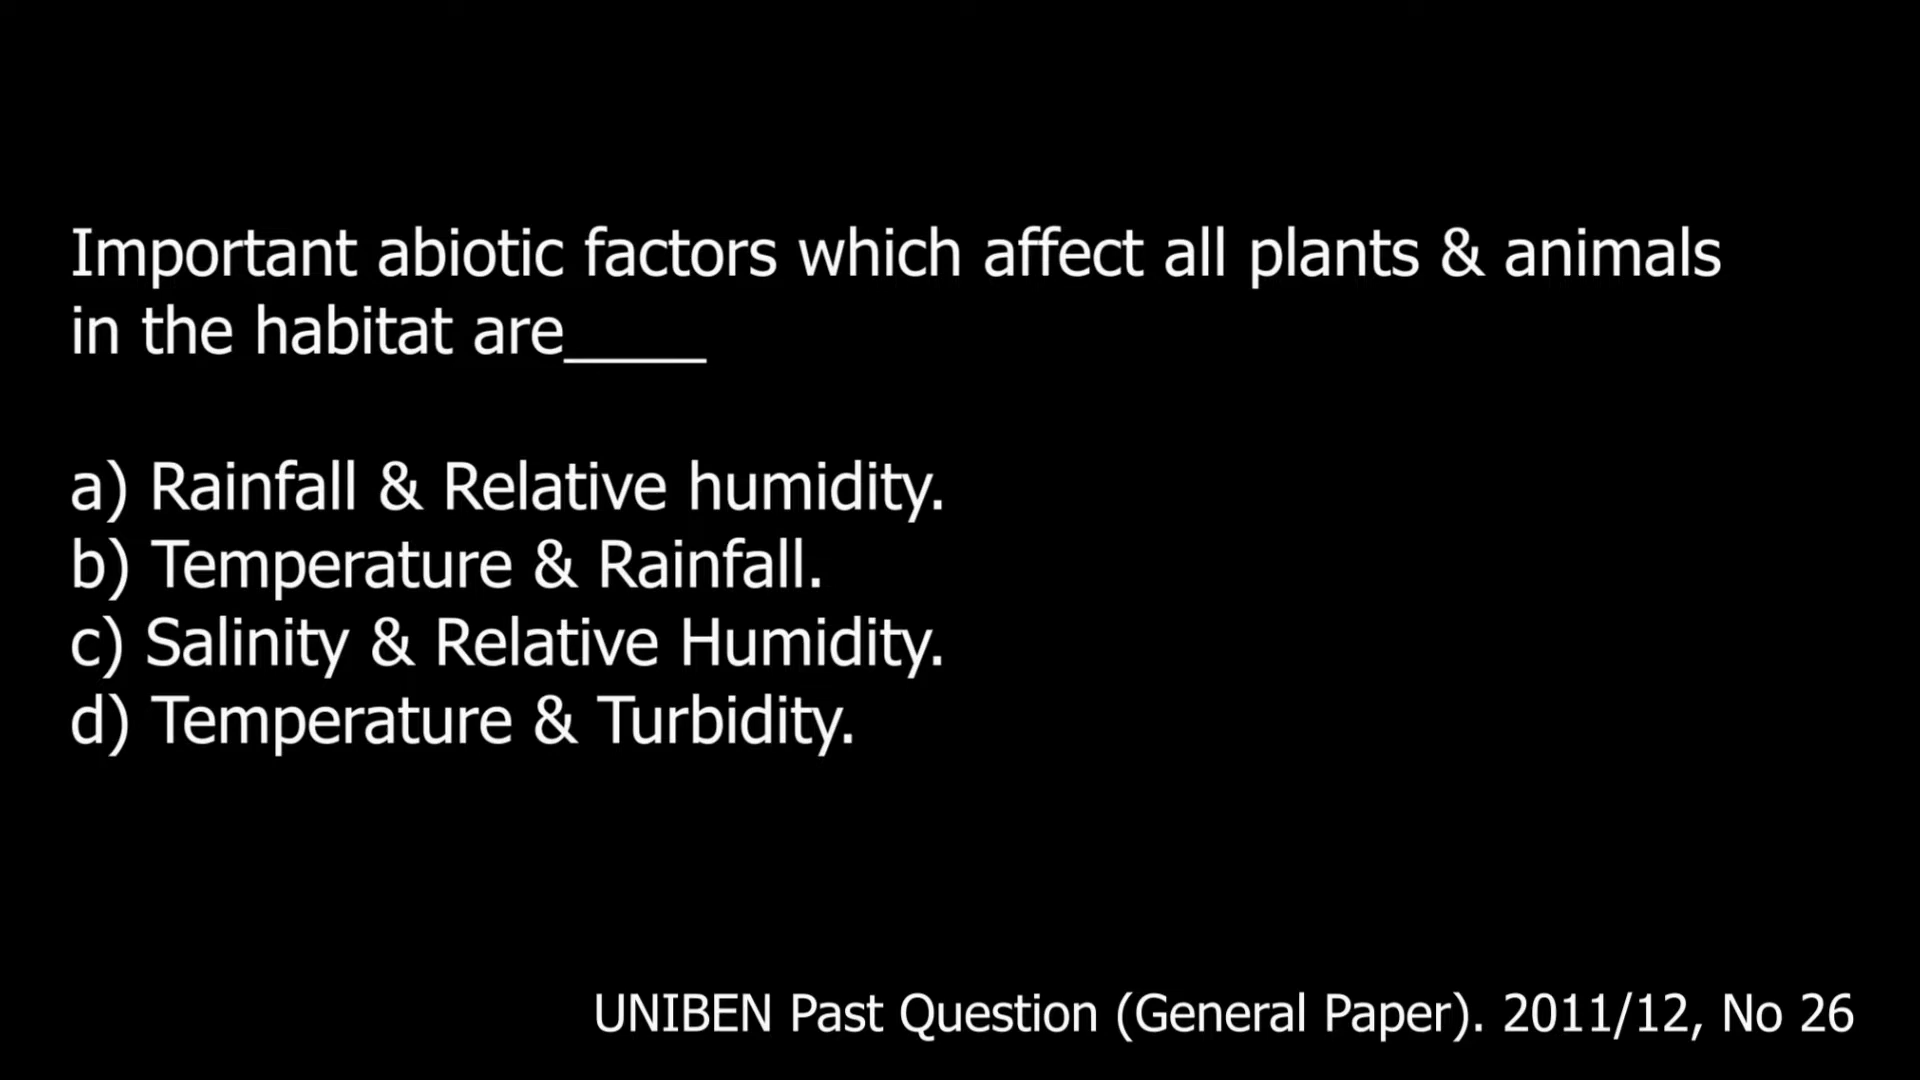 Important abiotic factors which affect all plants & animals
in the habitat are____
a) Rainfall & Relative humidity.
b) Temperature & Rainfall.
c) Salinity & Relative Humidity.
d) Temperature & Turbidity.
UNIBEN Past Question (General Paper). 2011/12, No 26